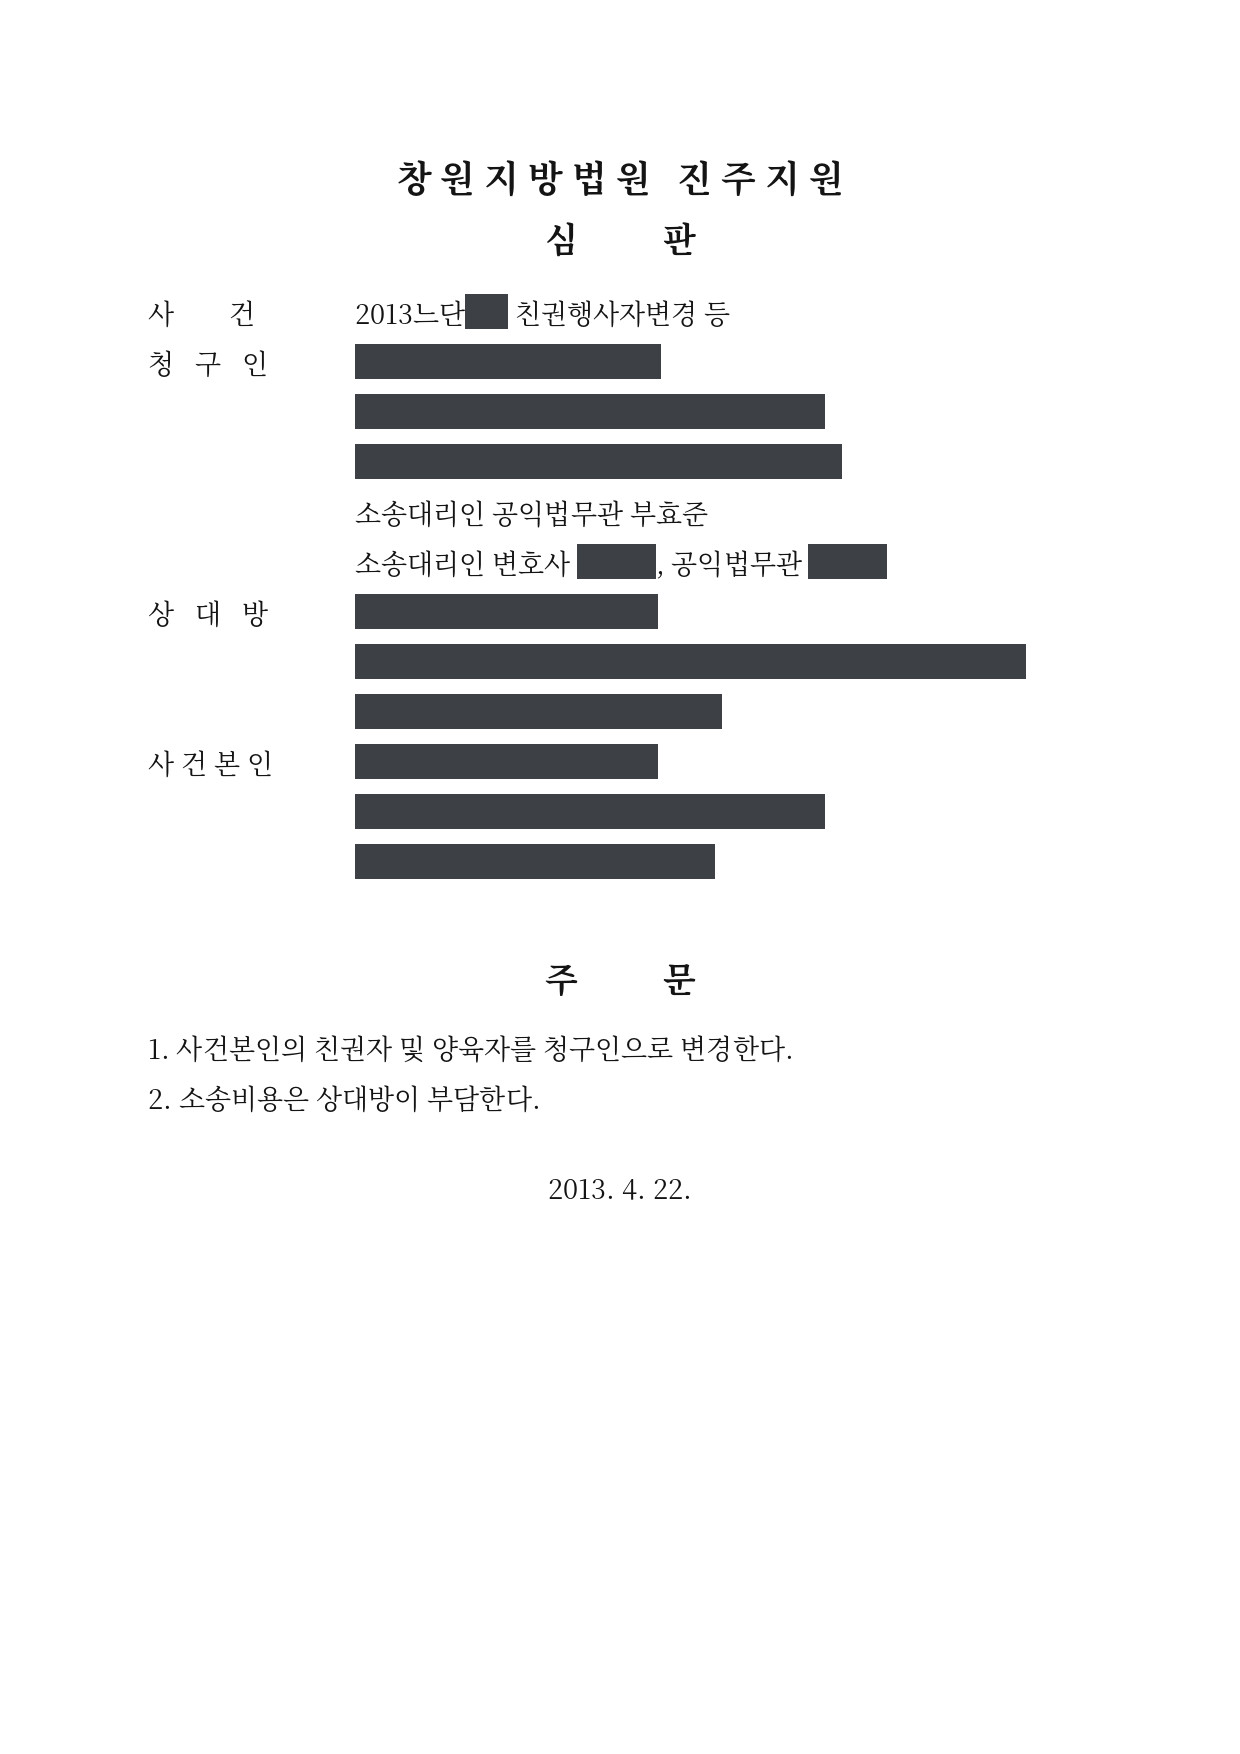 창원지방법원 진주지원
심 판
사 건 2013느단 친권행사자변경 등
청 구 인
소송대리인 공익법무관 부효준
소송대리인 변호사 , 공익법무관
상 대 방
사 건 본 인
주 문
1. 사건본인의 친권자 및 양육자를 청구인으로 변경한다.
2. 소송비용은 상대방이 부담한다.
2013. 4. 22.